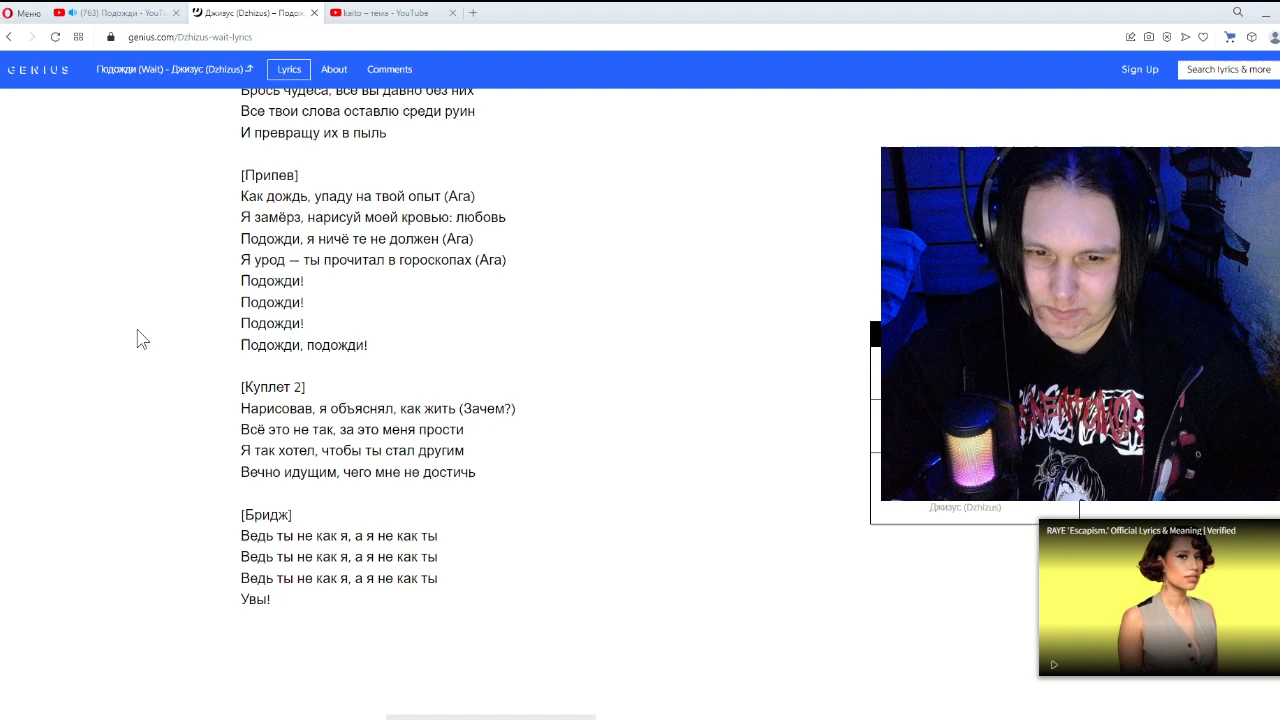 Меню
(763) Подожди - YouTu
Джизус (Dzhizus) – Подож
kaito – тема - YouTube
genius.com/Dzhizus-wait-lyrics
GENIUS
Подожди (Wait) - Джизус (Dzhizus)
Lyrics
About
Comments
Sign Up
Search lyrics & more
Брось чудеса, все вы давно без них
Все твои слова оставлю среди руин
И превращу их в пыль
[Припев]
Как дождь, упаду на твой опыт (Ага)
Я замёрз, нарисуй моей кровью: любовь
Подожди, я ничё те не должен (Ага)
Я урод — ты прочитал в гороскопах (Ага)
Подожди!
Подожди!
Подожди!
Подожди, подожди!
[Куплет 2]
Нарисовав, я объяснял, как жить (Зачем?)
Всё это не так, за это меня прости
Я так хотел, чтобы ты стал другим
Вечно идущим, чего мне не достичь
[Бридж]
Ведь ты не как я, а я не как ты
Ведь ты не как я, а я не как ты
Ведь ты не как я, а я не как ты
Увы!
Джизус (Dzhizus)
RAYE 'Escapism.' Official Lyrics & Meaning | Verified